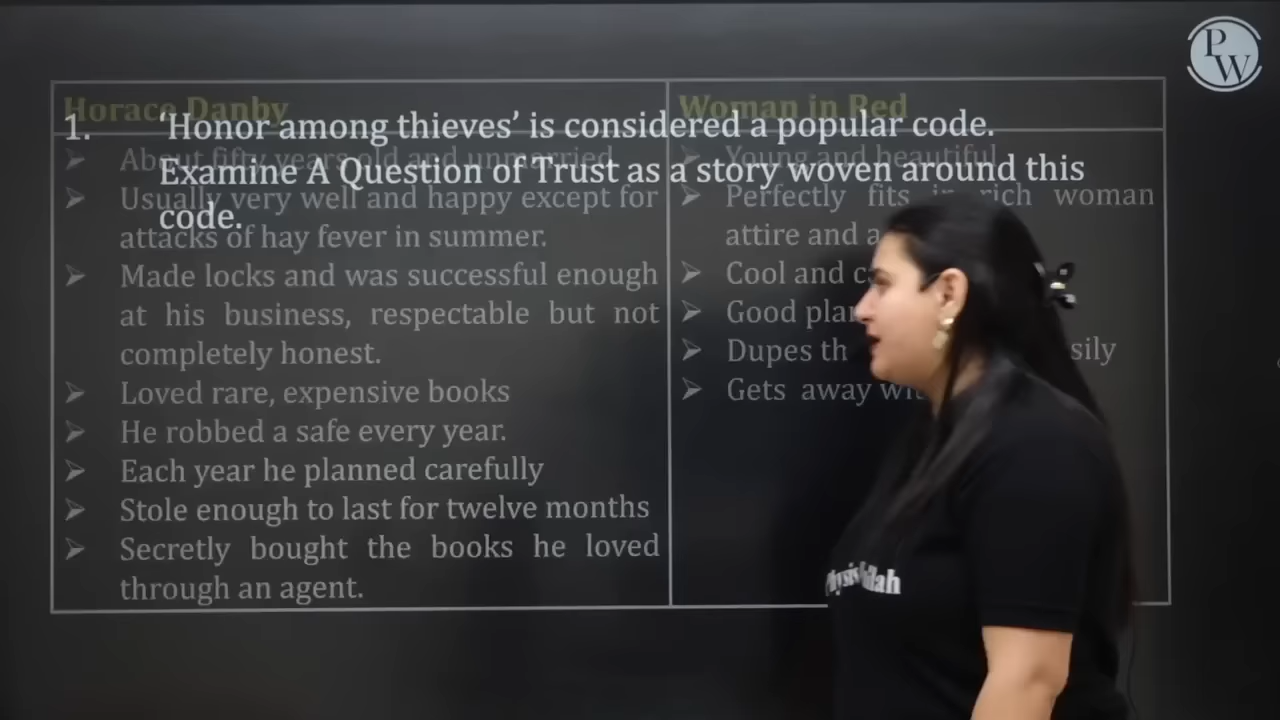 P
W
Horace Danby
Woman in Red
1. ‘Honor among thieves’ is considered a popular code.
Examine A Question of Trust as a story woven around this
code.
➢ About fifty years old and unmarried
➢ Usually very well and happy except for
attacks of hay fever in summer.
➢ Made locks and was successful enough
at his business, respectable but not
completely honest.
➢ Loved rare, expensive books
➢ He robbed a safe every year.
➢ Each year he planned carefully
➢ Stole enough to last for twelve months
➢ Secretly bought the books he loved
through an agent.
➢ Young and beautiful
➢ Perfectly fits in rich woman
attire and
➢ Cool and
➢ Good
➢ Dupes
➢ Gets away